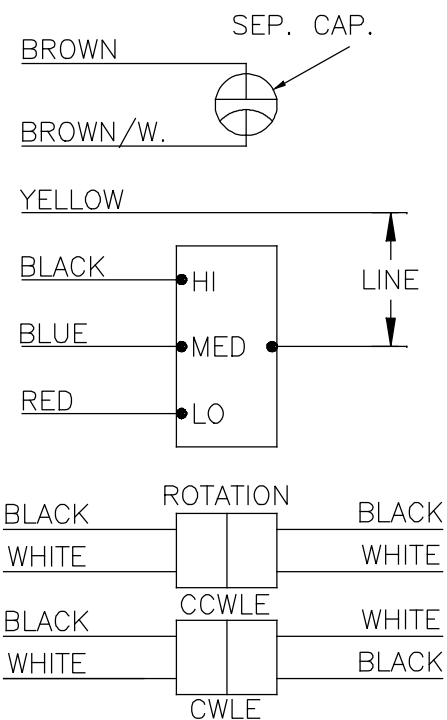 SEP. CAP.
BROWN
BROWN/W.
YELLOW
BLACK
HI
LINE
BLUE
MED
RED
LO
ROTATION
BLACK
BLACK
WHITE
WHITE
CCWLE
BLACK
WHITE
WHITE
BLACK
CWLE